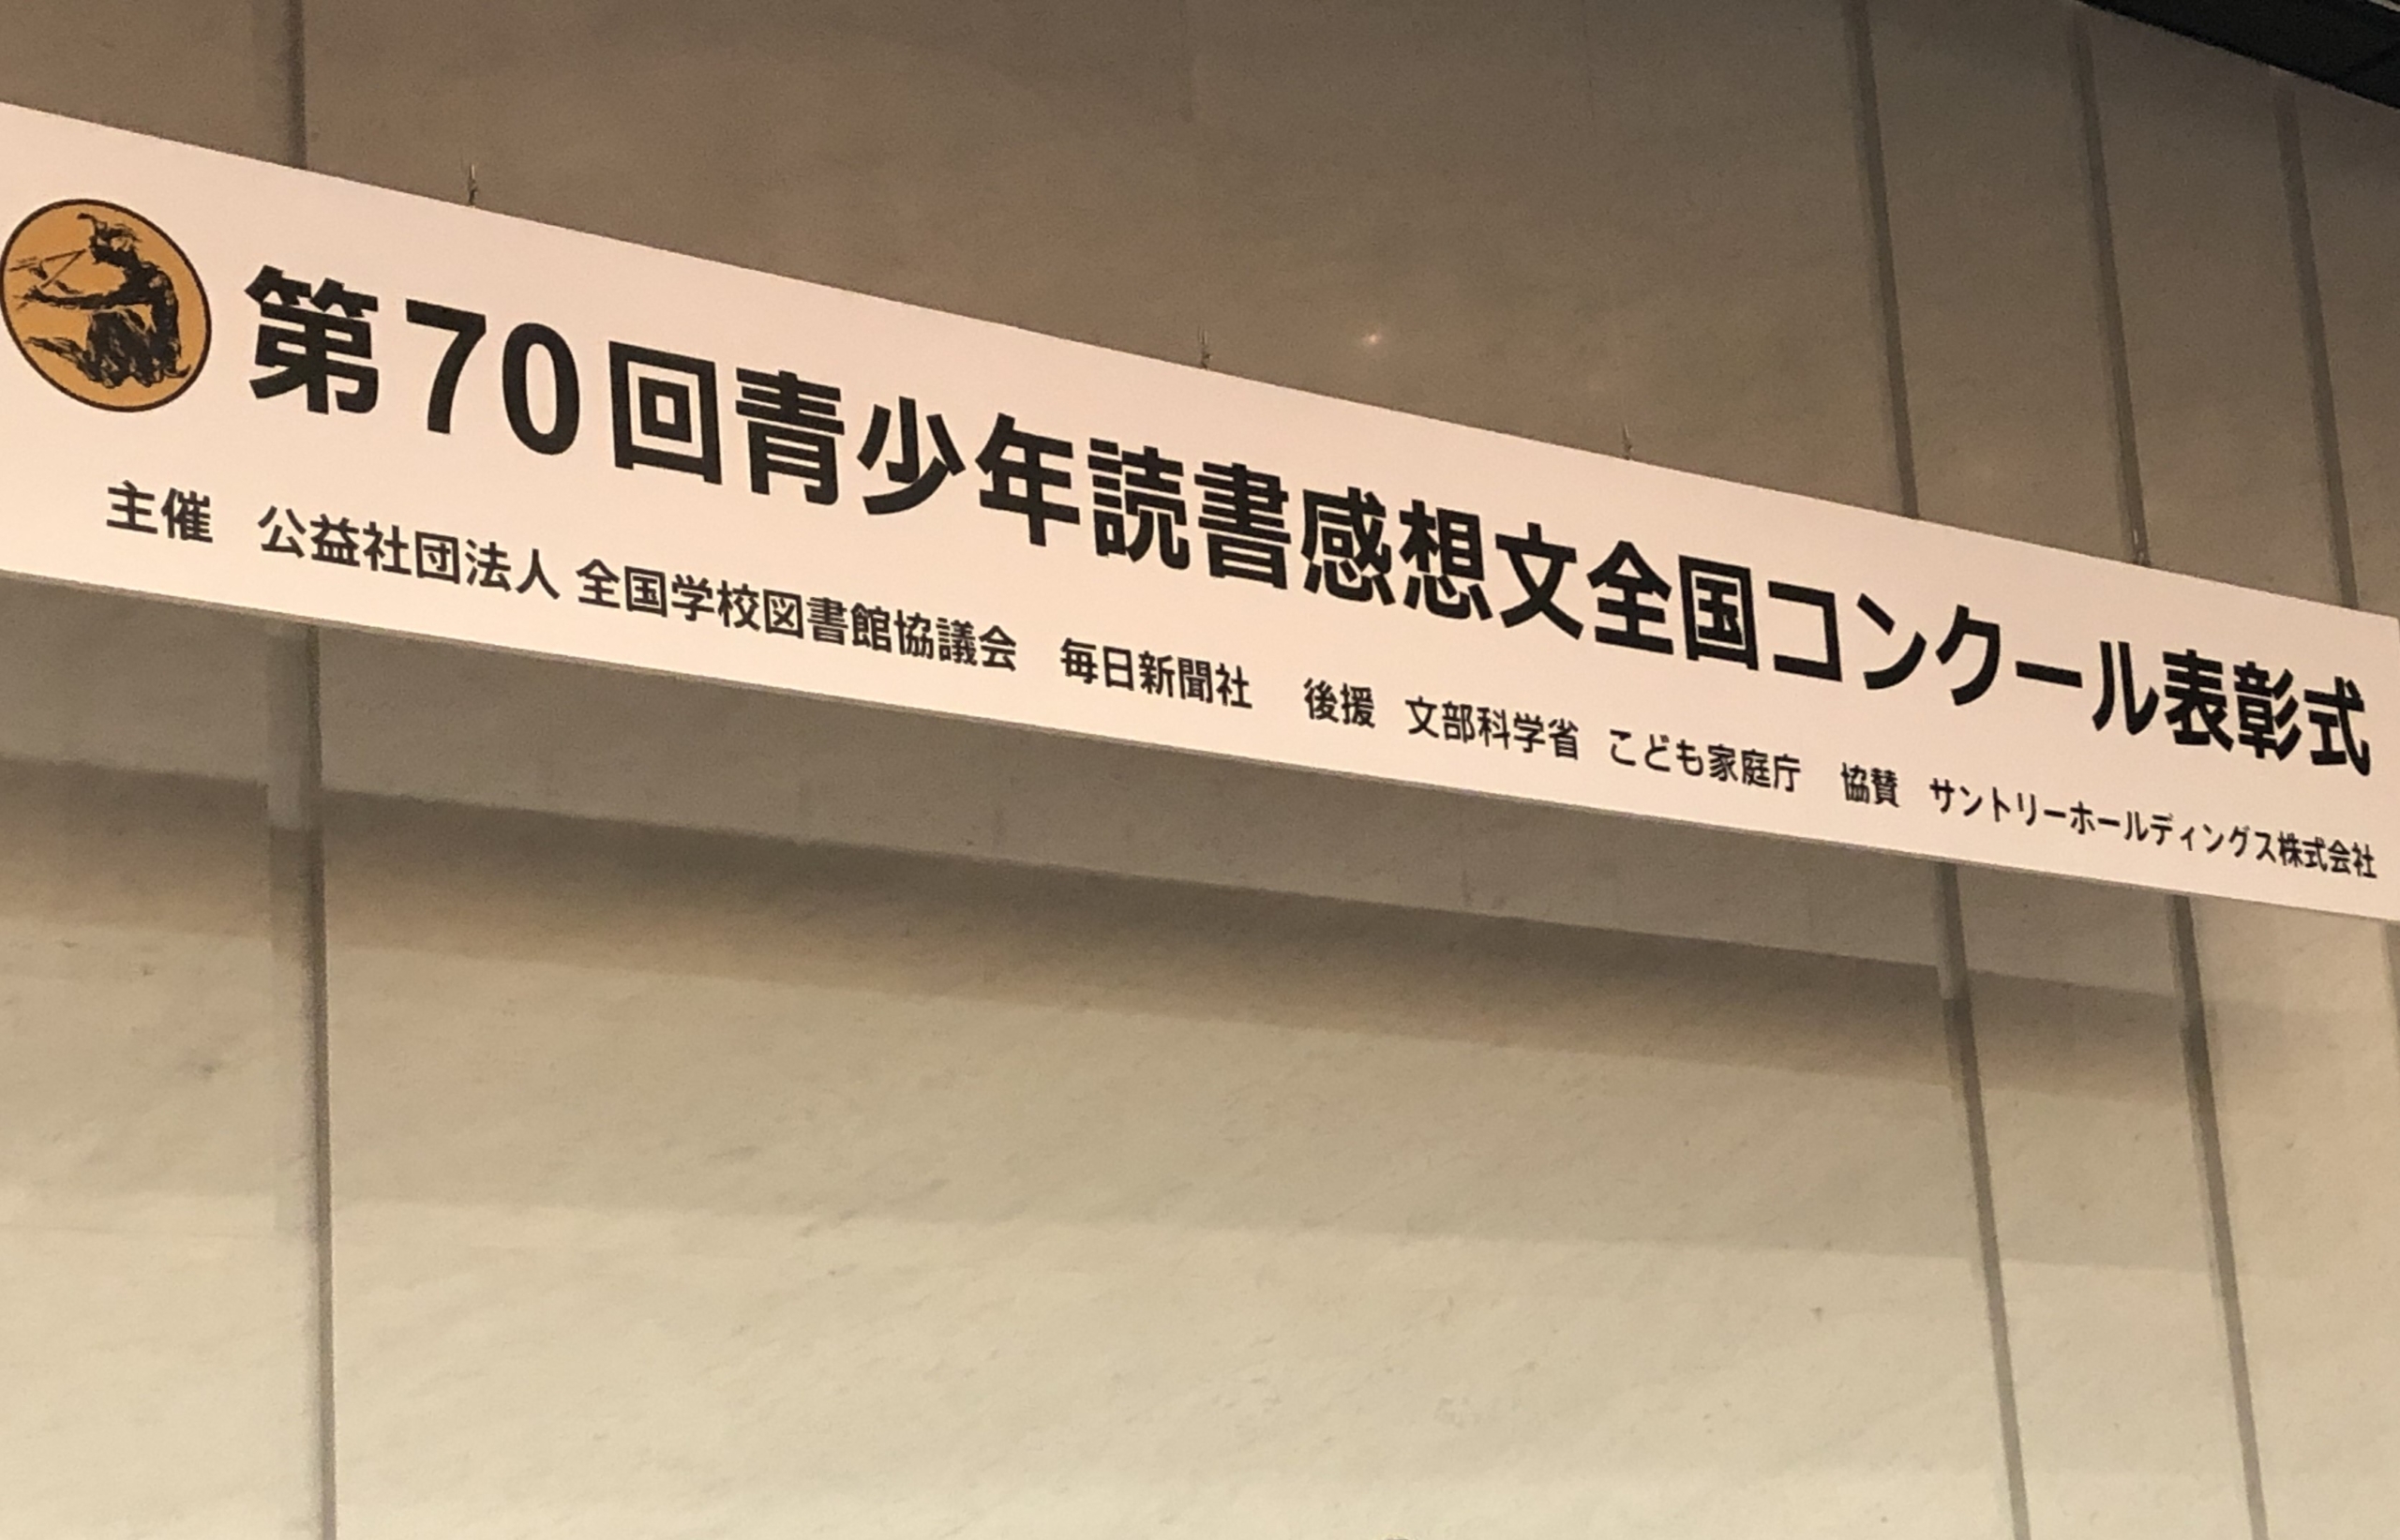 第70回青少年読書感想文全国コンクール表彰式
主催 公益社団法人 全国学校図書館協議会 毎日新聞社 後援 文部科学省 こども家庭庁 協賛 サントリーホールディングス株式会社